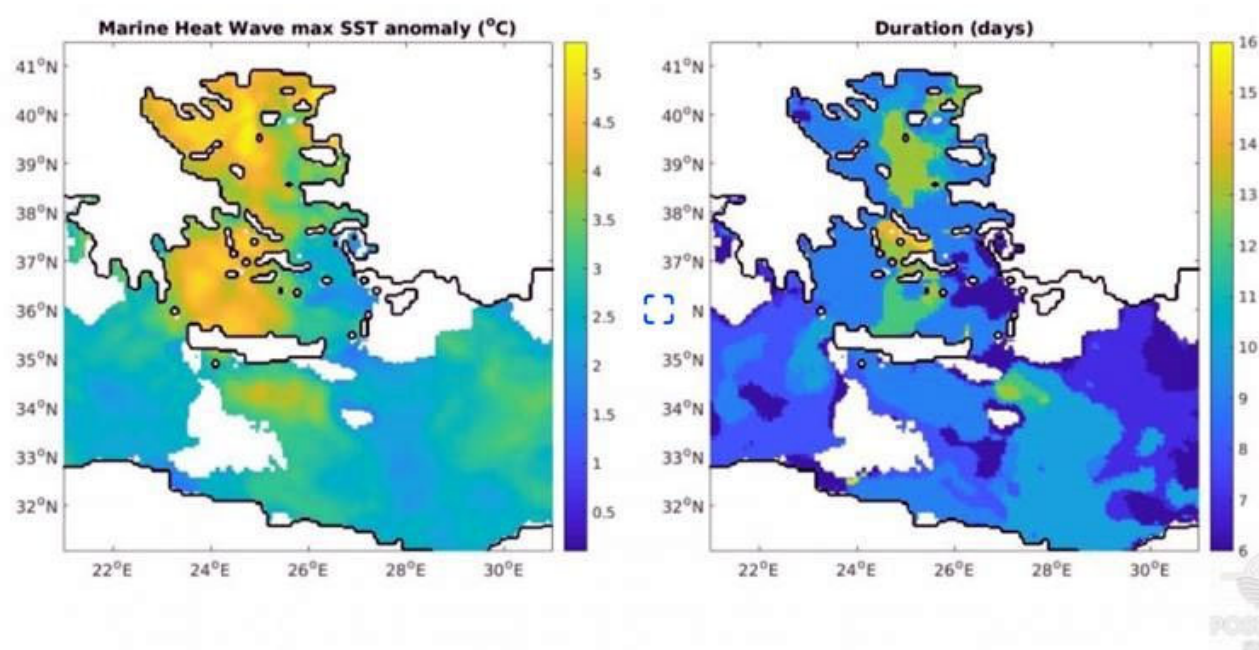 Marine Heat Wave max SST anomaly (°C)
41°N
40°N
39°N
38°N
37°N
36°N
35°N
34°N
33°N
32°N
22°E 24°E 26°E 28°E 30°E
5
4.5
4
3.5
3
2.5
2
1.5
1
0.5
Duration (days)
41°N
40°N
39°N
38°N
37°N
N
35°N
34°N
33°N
32°N
22°E 24°E 26°E 28°E 30°E
16
15
14
13
12
11
10
9
8
7
6